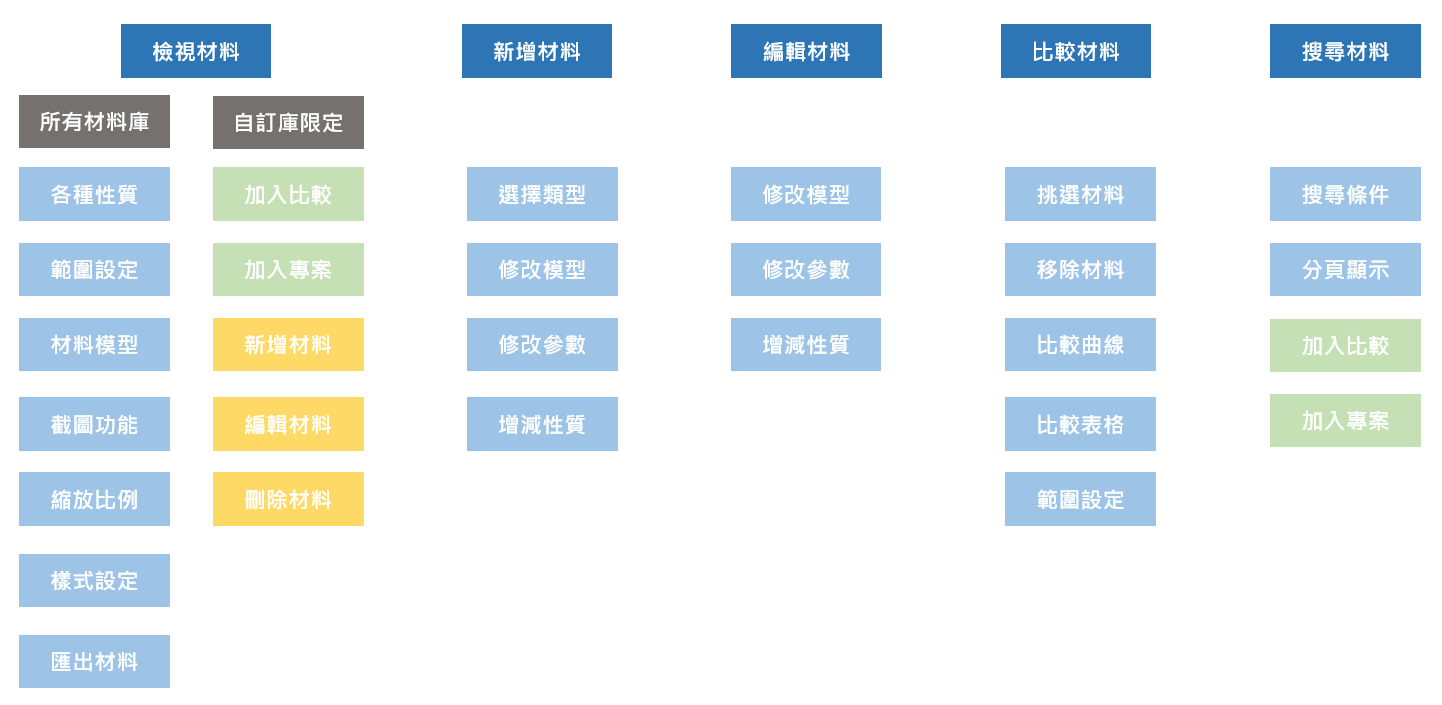 檢視材料
新增材料
編輯材料
比較材料
搜尋材料
所有材料庫
自訂庫限定
各種性質
加入比較
選擇類型
修改模型
挑選材料
搜尋條件
範圍設定
加入專案
修改模型
修改參數
移除材料
分頁顯示
材料模型
新增材料
修改參數
增減性質
比較曲線
加入比較
截圖功能
編輯材料
增減性質
比較表格
加入專案
縮放比例
刪除材料
範圍設定
樣式設定
匯出材料